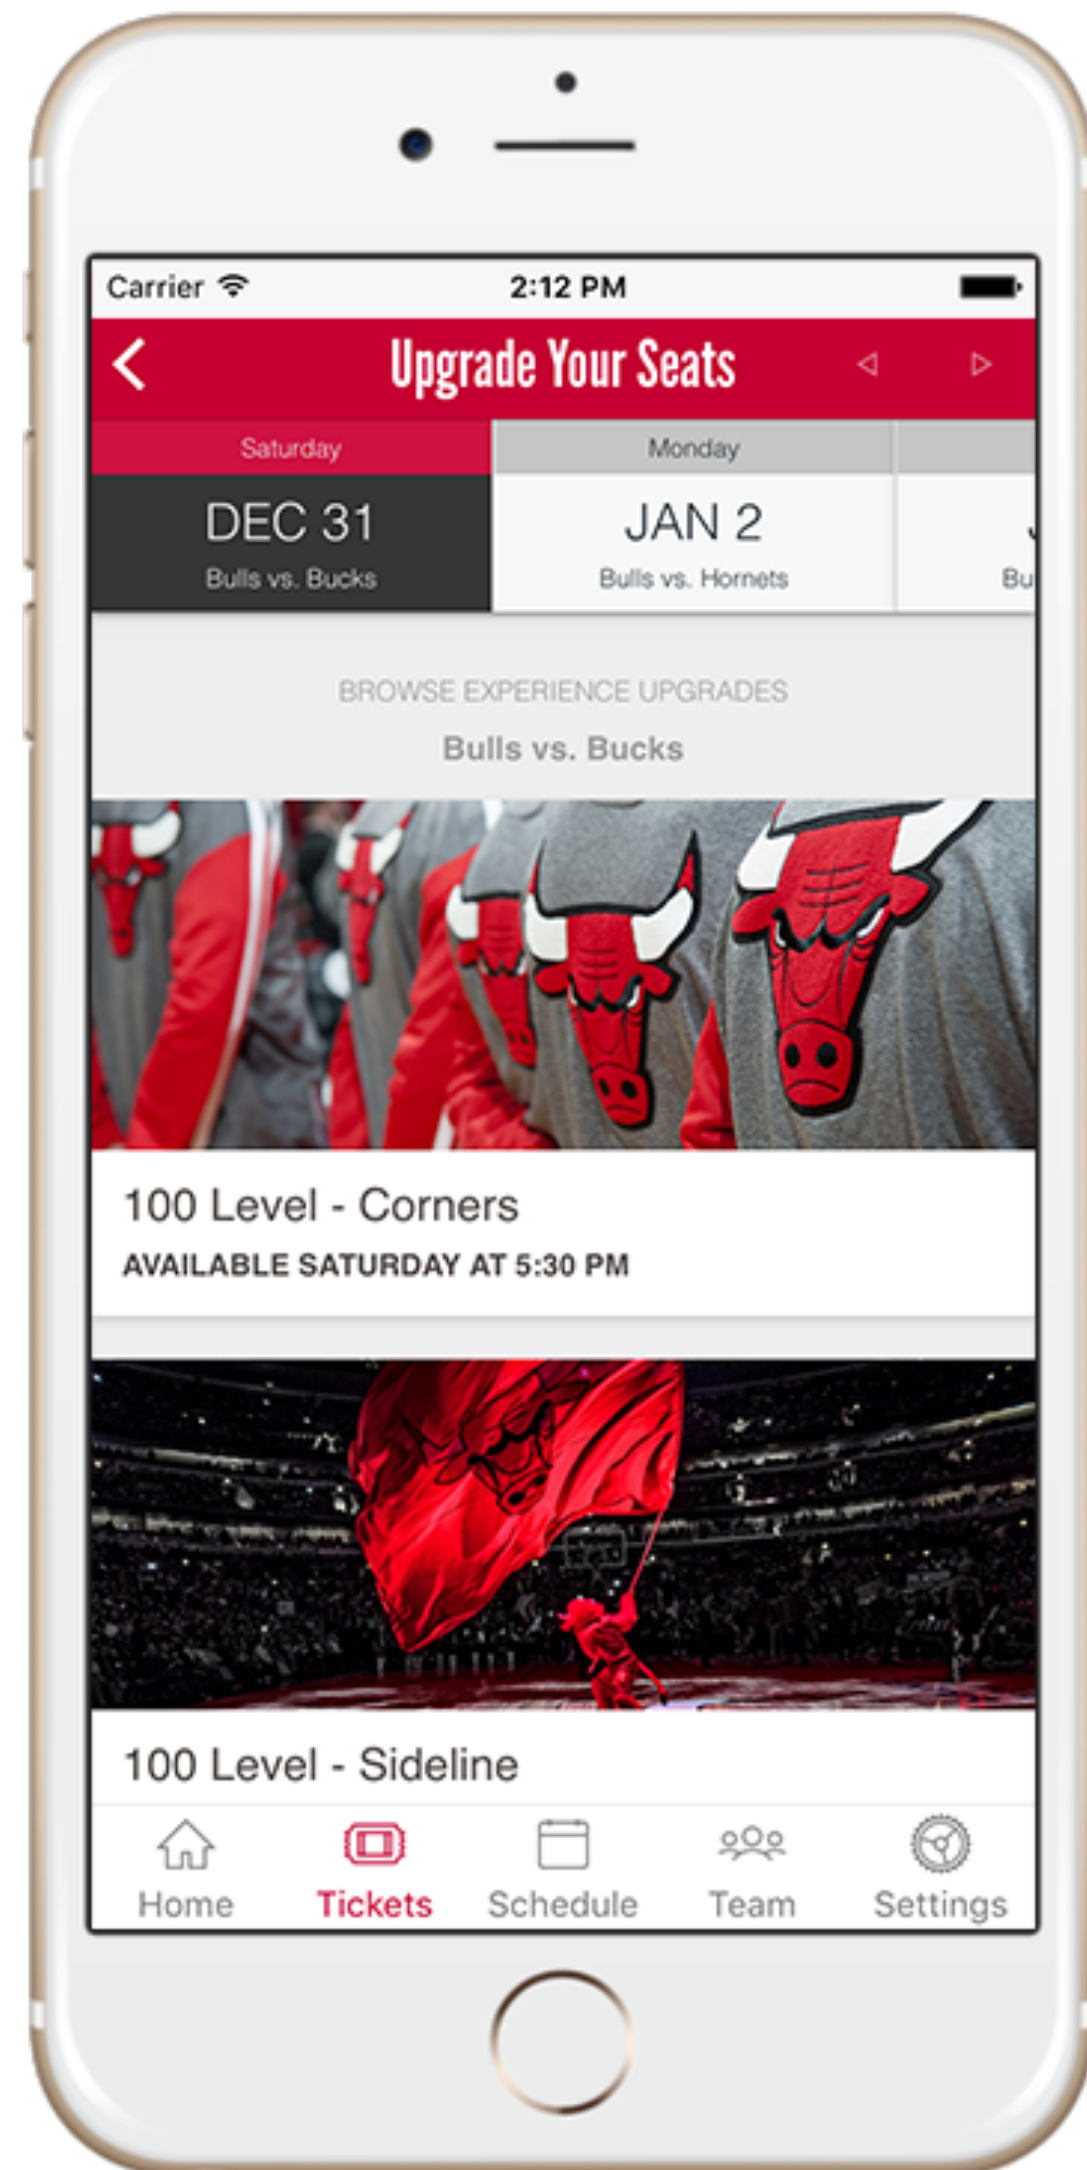 Carrier 2:12 PM
Upgrade Your Seats
Saturday Monday
DEC 31 JAN 2
Bulls vs. Bucks Bulls vs. Hornets Bu
BROWSE EXPERIENCE UPGRADES
Bulls vs. Bucks
100 Level - Corners
AVAILABLE SATURDAY AT 5:30 PM
100 Level - Sideline
Home Tickets Schedule Team Settings